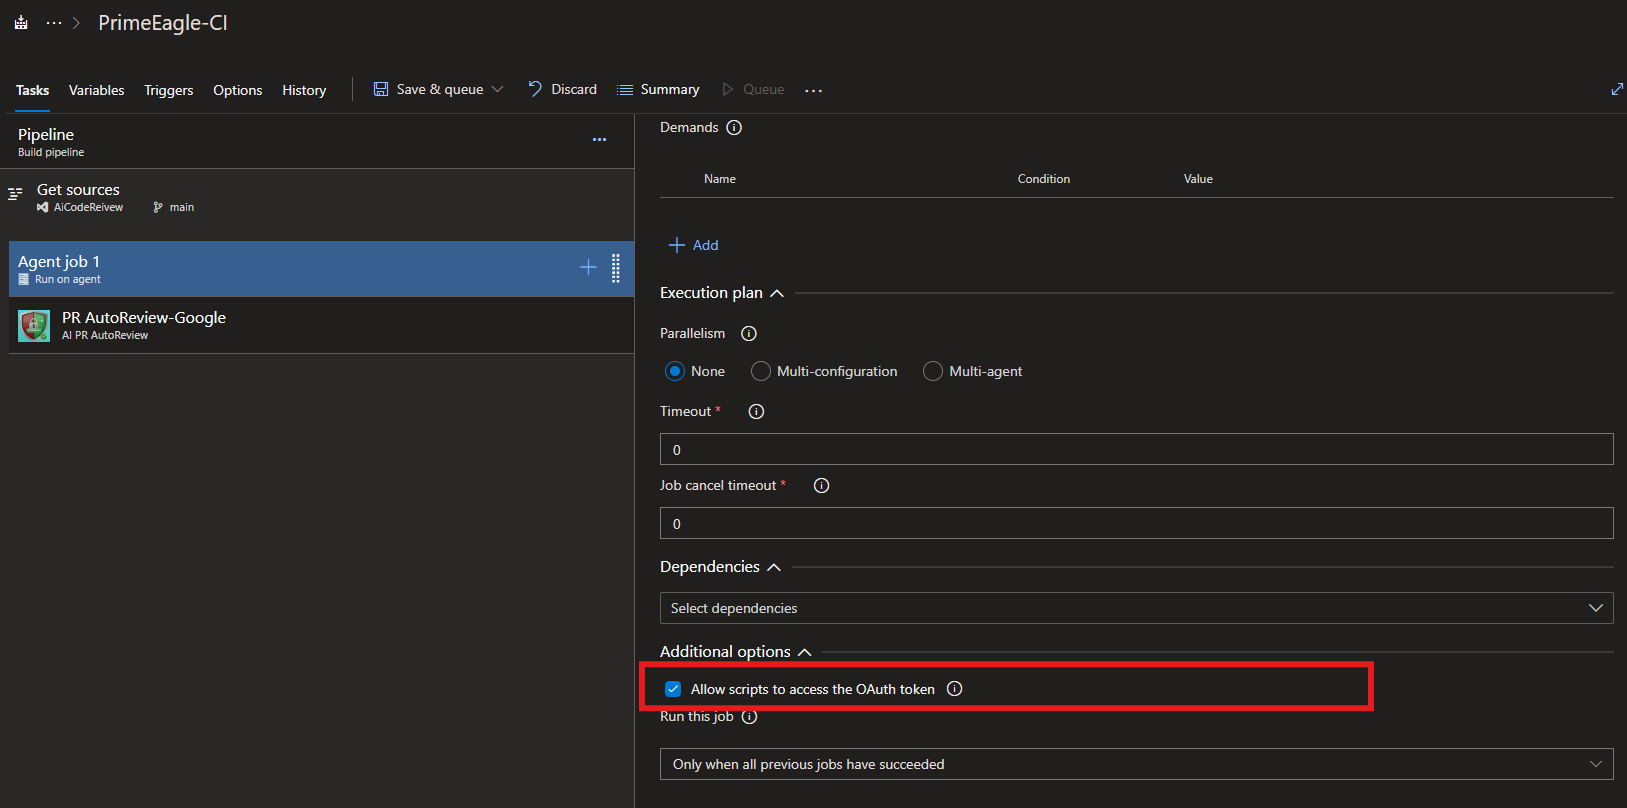 ... > PrimeEagle-CI
Tasks Variables Triggers Options History Save & queue Discard Summary Queue ...
Pipeline ...
Build pipeline
Get sources
AiCodeReivew main
Agent job 1
Run on agent
PR AutoReview-Google
AI PR AutoReview
Demands
Name Condition Value
Add
Execution plan
Parallelism
None Multi-configuration Multi-agent
Timeout *
0
Job cancel timeout *
0
Dependencies
Select dependencies
Additional options
Allow scripts to access the OAuth token
Run this job
Only when all previous jobs have succeeded